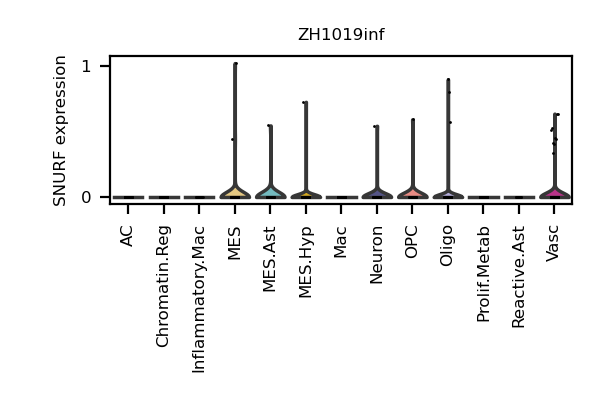 ZH1019inf
SNURF expression
1
0
AC
Chromatin.Reg
Inflammatory.Mac
MES
MES.Ast
MES.Hyp
Mac
Neuron
OPC
Oligo
Prolif.Metab
Reactive.Ast
Vasc